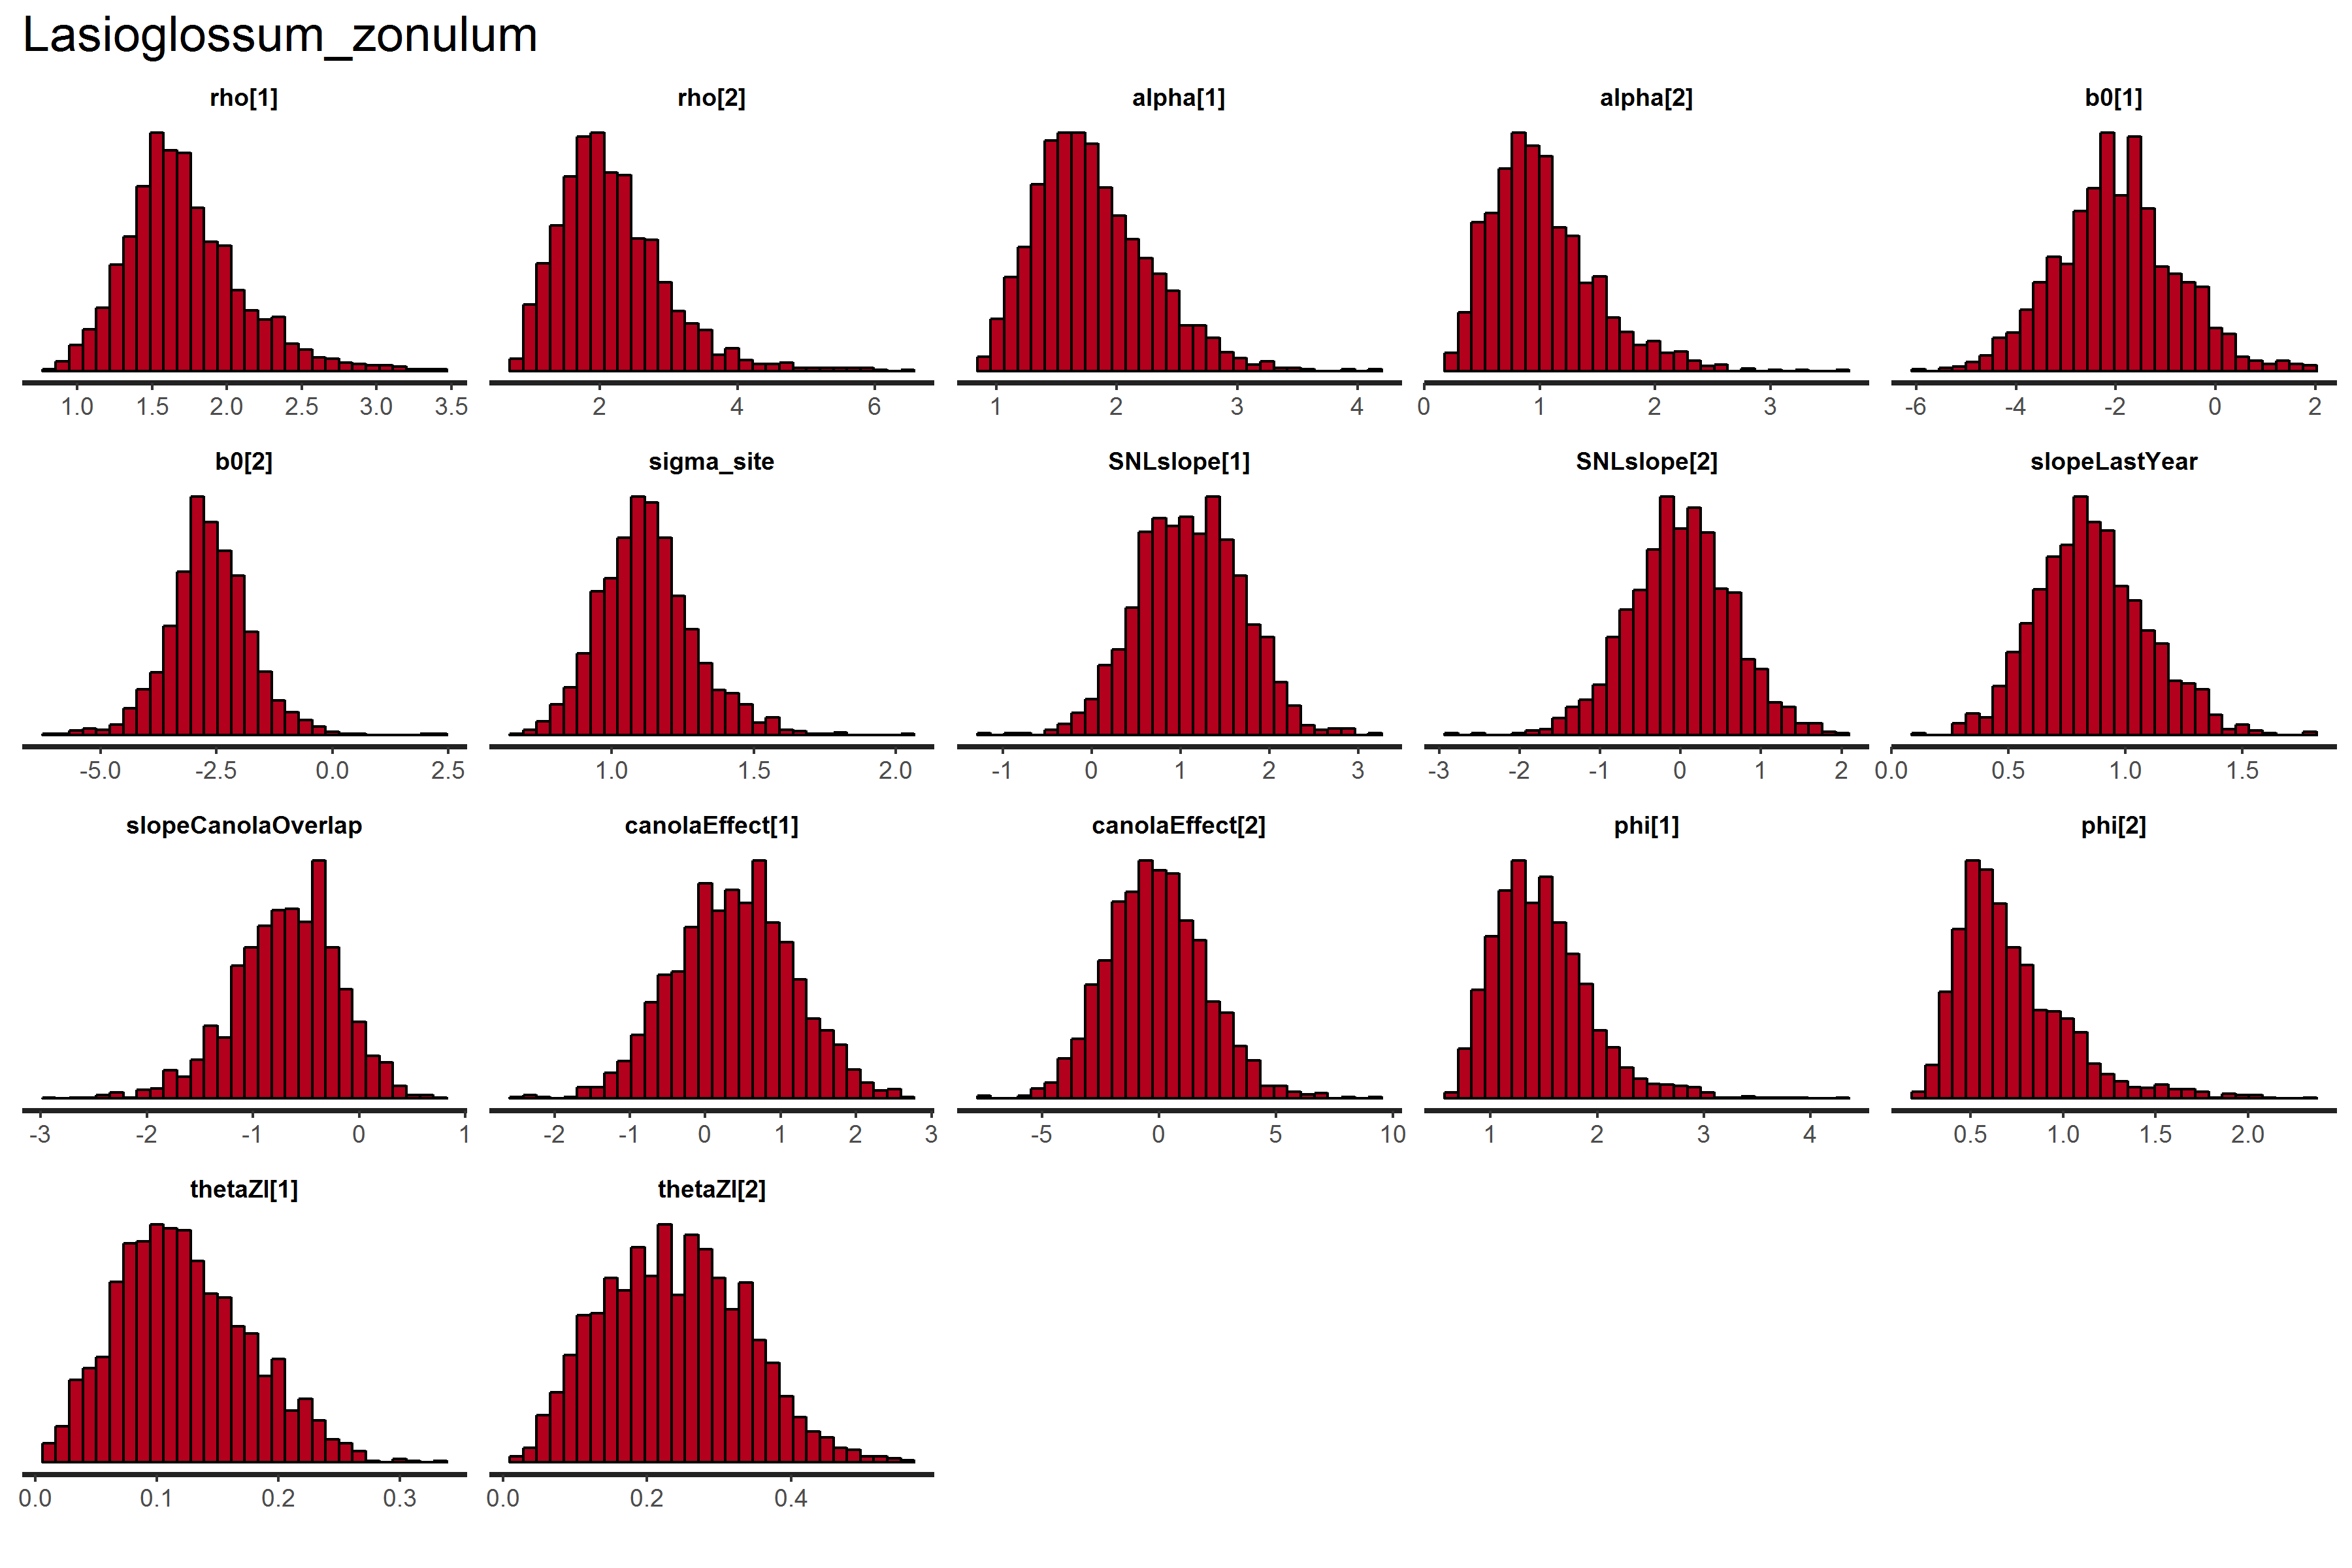 Lasioglossum_zonulum
rho[1] rho[2] alpha[1] alpha[2] b0[1]
1.0 1.5 2.0 2.5 3.0 3.5 2 4 6 1 2 3 4 0 1 2 3 -6 -4 -2 0 2
b0[2] sigma_site SNLslope[1] SNLslope[2] slopeLastYear
-5.0 -2.5 0.0 2.5 1.0 1.5 2.0 -1 0 1 2 3 -3 -2 -1 0 1 2 0.0 0.5 1.0 1.5
slopeCanolaOverlap canolaEffect[1] canolaEffect[2] phi[1] phi[2]
-3 -2 -1 0 1 -2 -1 0 1 2 3 -5 0 5 10 1 2 3 4 0.5 1.0 1.5 2.0
thetaZI[1] thetaZI[2]
0.0 0.1 0.2 0.3 0.0 0.2 0.4